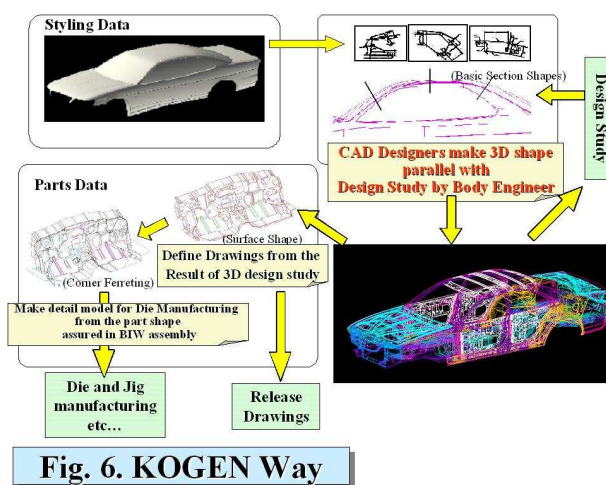 Styling Data
(Basic Section Shapes)
Design Study
CAD Designers make 3D shape
parallel with
Design Study by Body Engineer
Parts Data
(Surface Shape)
Define Drawings from the
Result of 3D design study
(Corner Ferreting)
Make detail model for Die Manufacturing
from the part shape
assured in BIW assembly
Die and Jig
manufacturing
etc…
Release
Drawings
Fig. 6. KOGEN Way